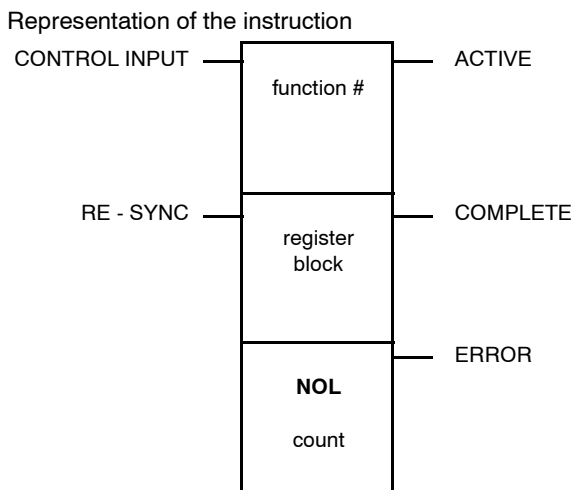 Representation of the instruction
CONTROL INPUT
ACTIVE
function #
RE - SYNC
COMPLETE
register
block
ERROR
NOL
count